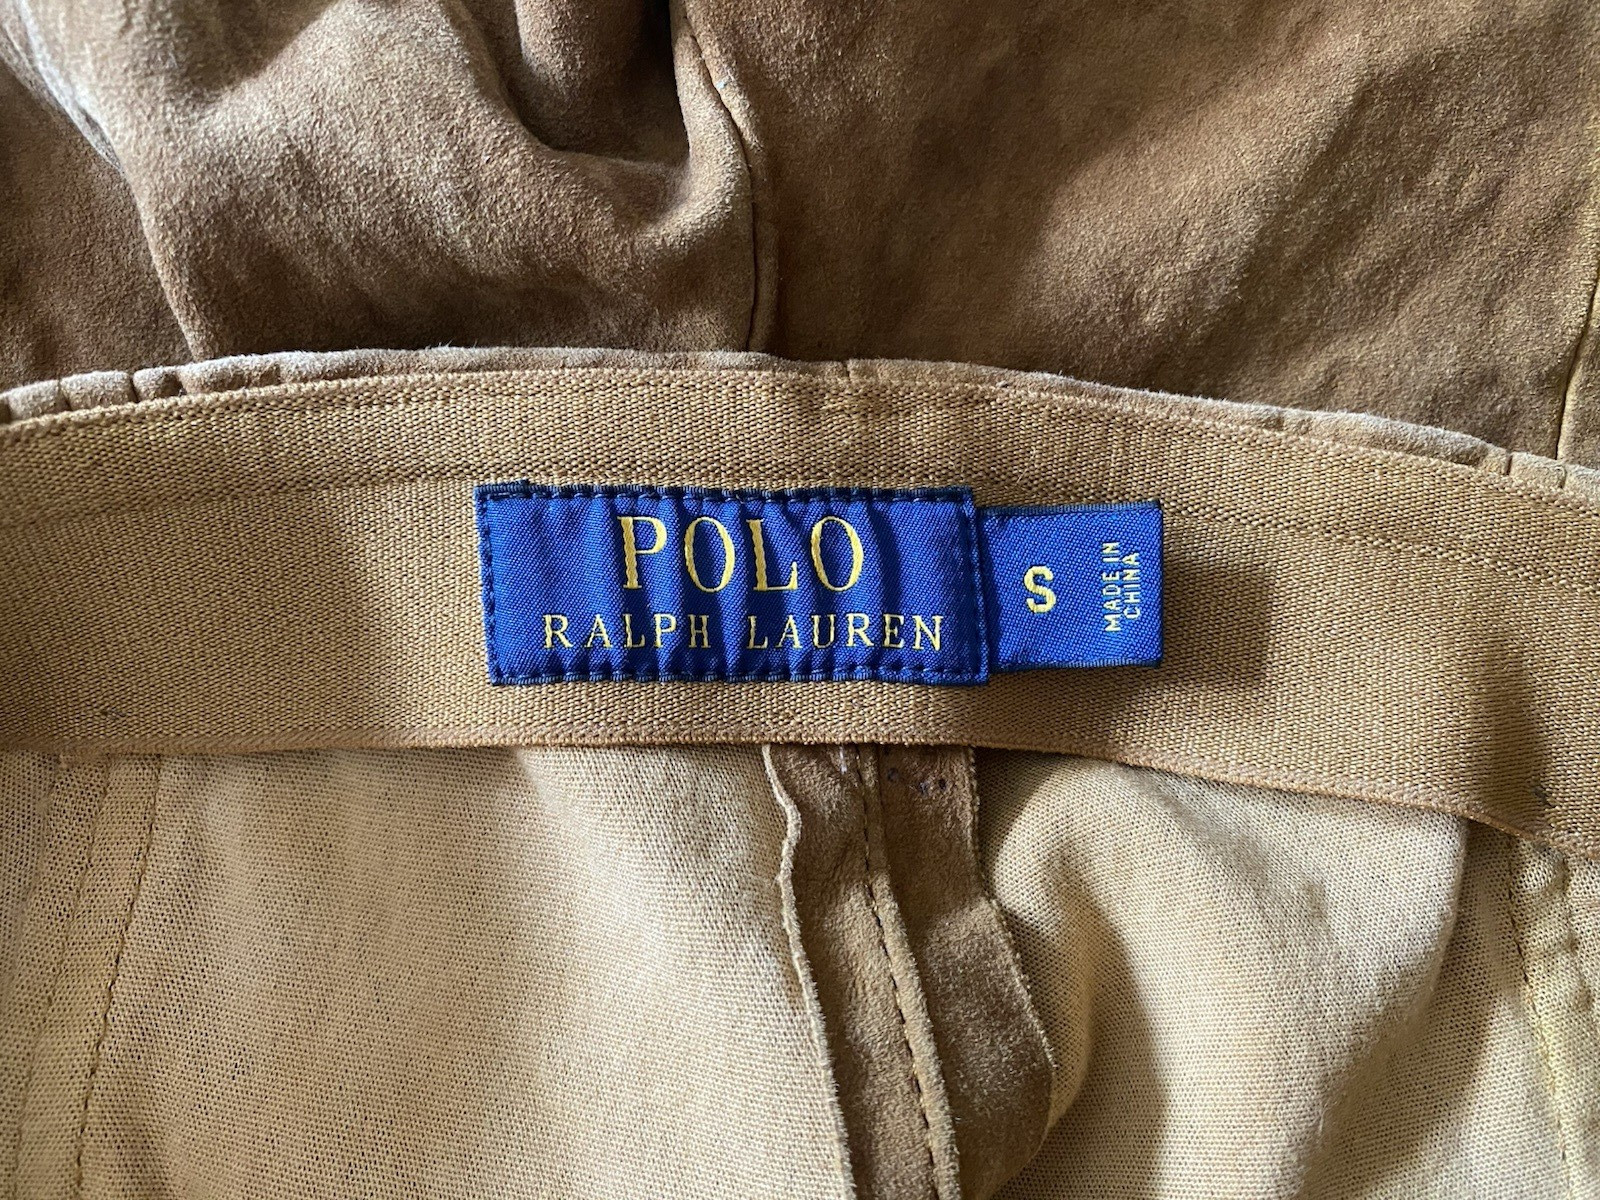 POLO
RALPH LAUREN
S
MADE IN
CHINA